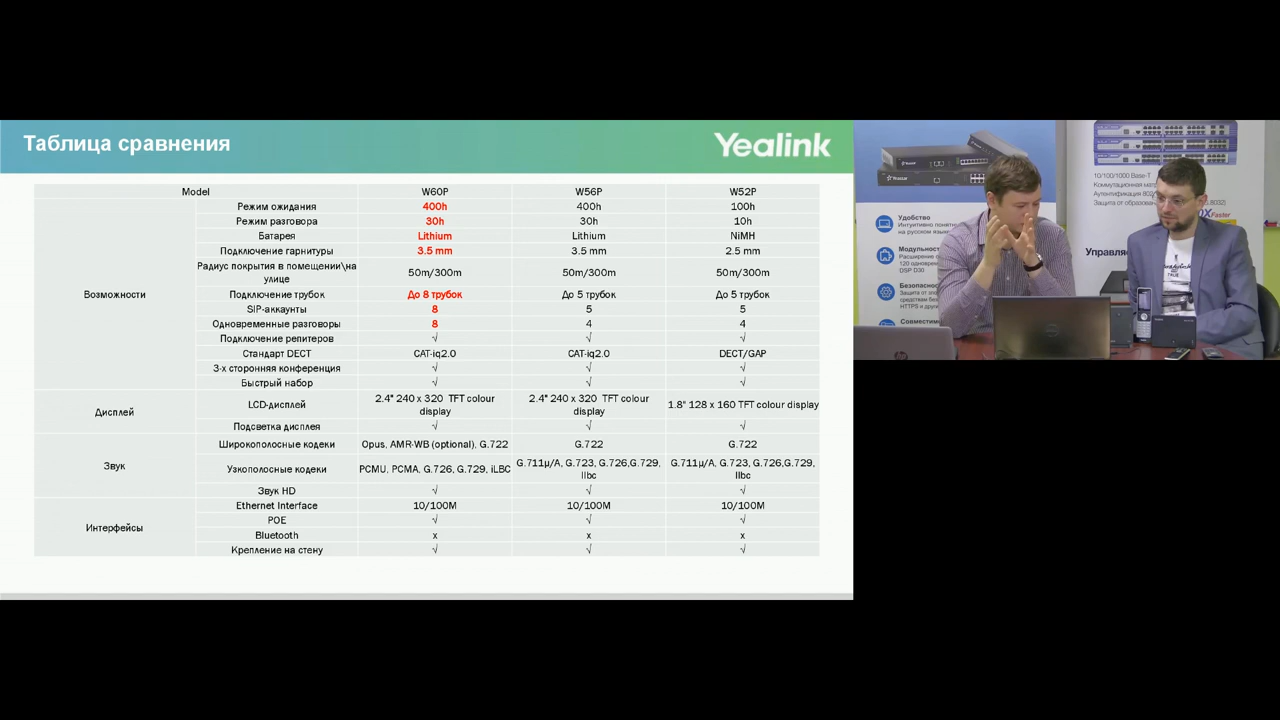 Таблица сравнения
Yealink
Model W60P W56P W52P
Возможности
Режим ожидания 400h 400h 100h
Режим разговора 30h 30h 10h
Батарея Lithium Lithium NiMH
Подключение гарнитуры 3.5 mm 3.5 mm 2.5 mm
Радиус покрытия в помещении\на
улице 50m/300m 50m/300m 50m/300m
Подключение трубок До 8 трубок До 5 трубок До 5 трубок
SIP-аккаунты 8 5 5
Одновременные разговоры 8 4 4
Подключение репитеров √ √ √
Стандарт DECT CAT-iq2.0 CAT-iq2.0 DECT/GAP
3-х сторонняя конференция √ √ √
Быстрый набор √ √ √
Дисплей
LCD-дисплей 2.4" 240 x 320 TFT colour
display 2.4" 240 x 320 TFT colour
display 1.8" 128 x 160 TFT colour display
Подсветка дисплея √ √ √
Звук
Широкополосные кодеки Opus, AMR-WB (optional), G.722 G.722 G.722
Узкополосные кодеки PCMU, PCMA, G.726, G.729, iLBC G.711µ/A, G.723, G.726,G.729,
Ilbc G.711µ/A, G.723, G.726,G.729,
Ilbc
Звук HD √ √ √
Интерфейсы
Ethernet Interface 10/100M 10/100M 10/100M
POE √ √ √
Bluetooth x x x
Крепление на стену √ √ √
Удобство
на русском
DSP D30
10/100/1000 Base-T